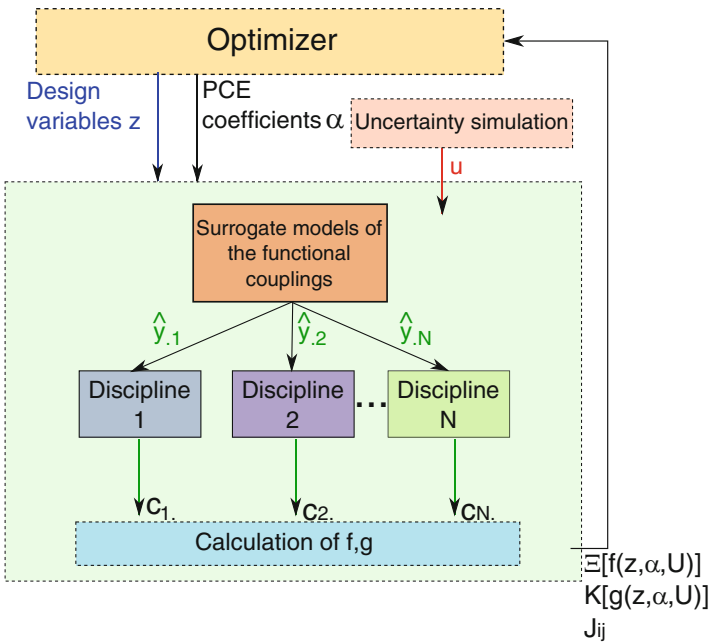 Optimizer
Design
variables z
PCE
coefficients α
Uncertainty simulation
u
Surrogate models of
the functional
couplings
ŷ.1
ŷ.2
ŷ.N
Discipline
1
Discipline
2
...
Discipline
N
c1.
c2.
cN.
Calculation of f,g
Ξ[f(z,α,U)]
K[g(z,α,U)]
Jij